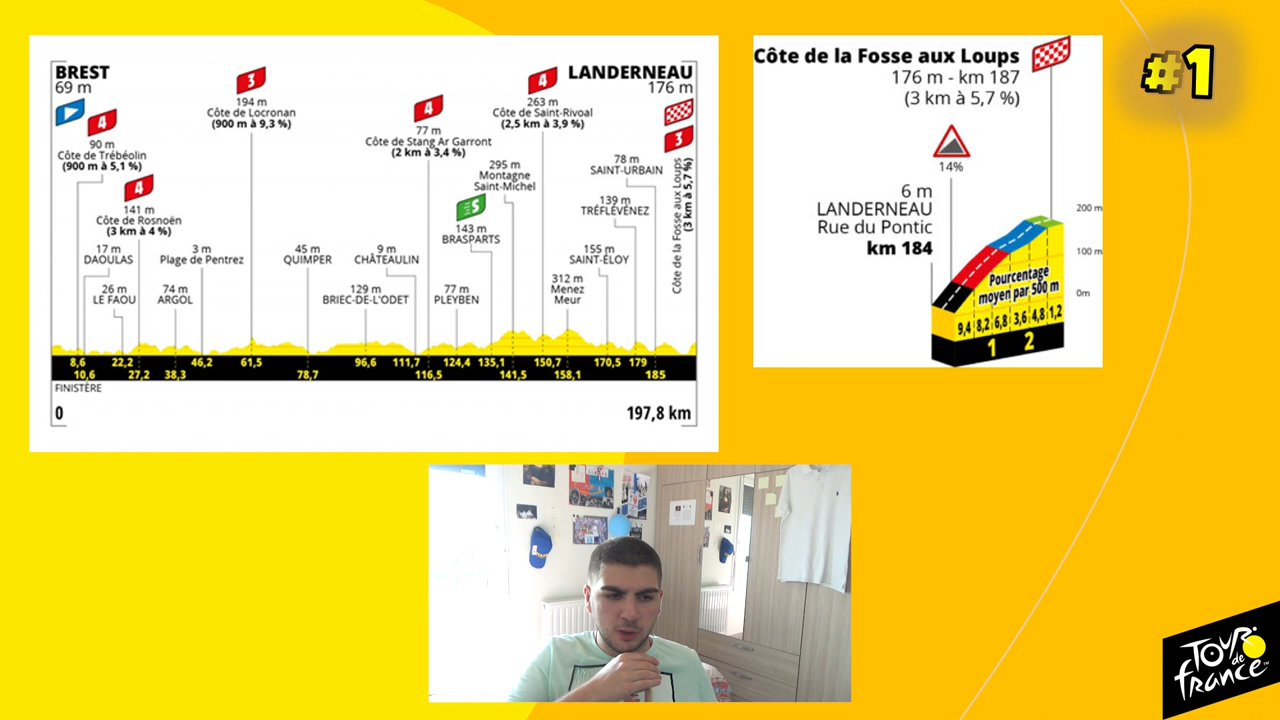 BREST
69 m
LANDERNEAU
176 m
4
90 m
Côte de Trébéolin
(900 m à 5,1 %)
4
141 m
Côte de Rosnoën
(3 km à 4 %)
3
194 m
Côte de Locronan
(900 m à 9,3 %)
4
77 m
Côte de Stang Ar Garront
(2 km à 3,4 %)
4
263 m
Côte de Saint-Rivoal
(2,5 km à 3,9 %)
3
Côte de la Fosse aux Loups
(3 km à 5,7 %)
295 m
Montagne
Saint-Michel
S
143 m
BRASPARTS
78 m
SAINT-URBAIN
139 m
TRÉFLÉVENEZ
17 m
DAOULAS
3 m
Plage de Pentrez
45 m
QUIMPER
9 m
CHÂTEAULIN
155 m
SAINT-ÉLOY
26 m
LE FAOU
74 m
ARGOL
129 m
BRIEC-DE-L'ODET
77 m
PLEYBEN
312 m
Menez
Meur
8,6 22,2 46,2 61,5 96,6 111,7 124,4 135,1 150,7 170,5 179
10,6 27,2 38,3 78,7 116,5 141,5 158,1 185
FINISTÈRE
0
197,8 km
Côte de la Fosse aux Loups
176 m - km 187
(3 km à 5,7 %)
14%
6 m
LANDERNEAU
Rue du Pontic
km 184
200 m
100 m
0m
Pourcentage
moyen par 500 m
9,4 8,2 6,8 3,6 4,8 1,2
1 2
#1
TOUR
de
FRANCE